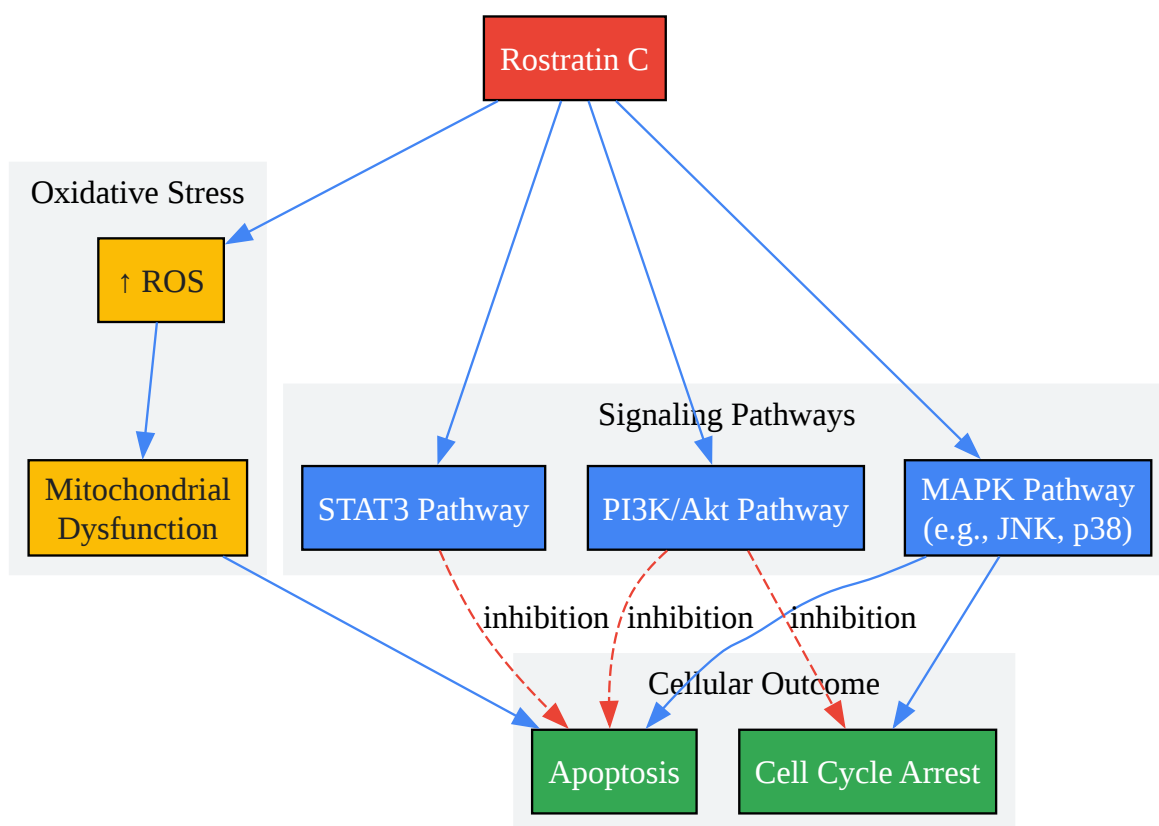 Rostratin C
Oxidative Stress
↑ ROS
Signaling Pathways
Mitochondrial
Dysfunction
STAT3 Pathway
PI3K/Akt Pathway
MAPK Pathway
(e.g., JNK, p38)
inhibition
inhibition
inhibition
Cellular Outcome
Apoptosis
Cell Cycle Arrest